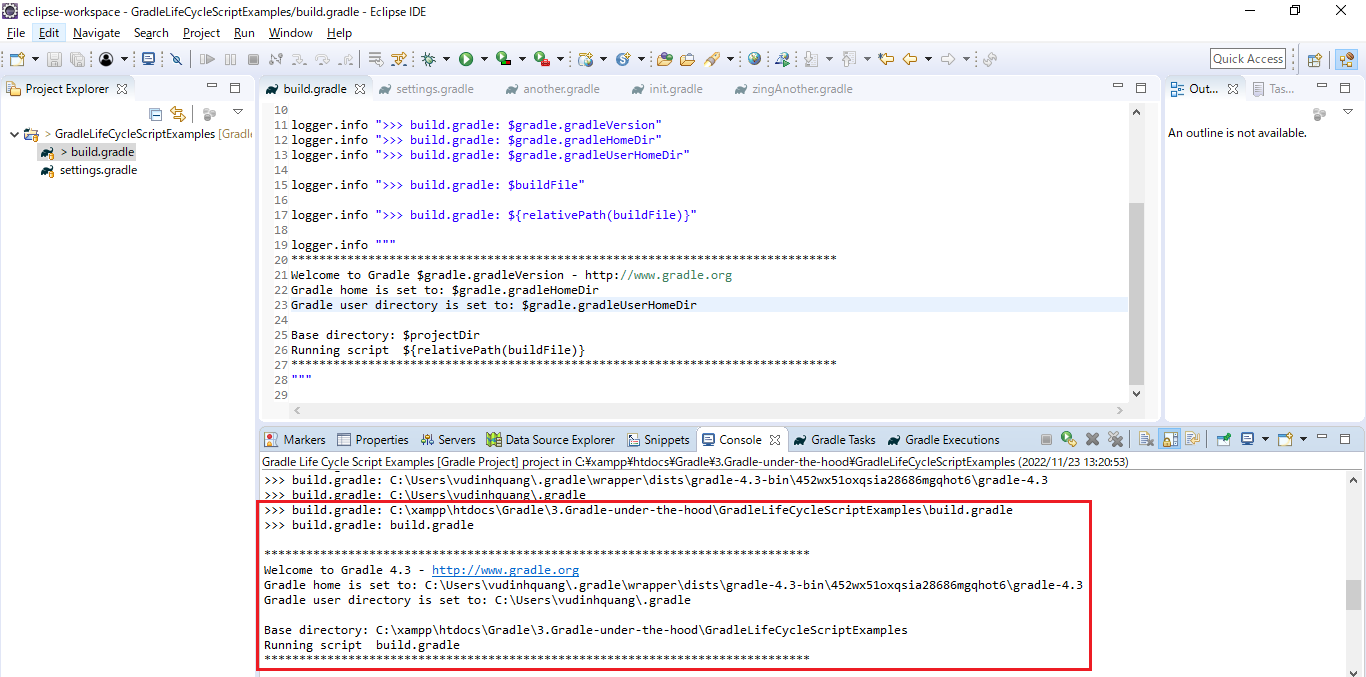 eclipse-workspace - GradleLifeCycleScriptExamples/build.gradle - Eclipse IDE
File Edit Navigate Search Project Run Window Help
Quick Access
Project Explorer
> GradleLifeCycleScriptExamples [Gradle
> build.gradle
settings.gradle
build.gradle settings.gradle another.gradle init.gradle zingAnother.gradle
10
11 logger.info ">>> build.gradle: $gradle.gradleVersion"
12 logger.info ">>> build.gradle: $gradle.gradleHomeDir"
13 logger.info ">>> build.gradle: $gradle.gradleUserHomeDir"
14
15 logger.info ">>> build.gradle: $buildFile"
16
17 logger.info ">>> build.gradle: ${relativePath(buildFile)}"
18
19 logger.info """
20 ******************************************************************************
21 Welcome to Gradle $gradle.gradleVersion - http://www.gradle.org
22 Gradle home is set to: $gradle.gradleHomeDir
23 Gradle user directory is set to: $gradle.gradleUserHomeDir
24
25 Base directory: $projectDir
26 Running script  ${relativePath(buildFile)}
27 ******************************************************************************
28 """
29
Out... Tas...
An outline is not available.
Markers Properties Servers Data Source Explorer Snippets Console Gradle Tasks Gradle Executions
Gradle Life Cycle Script Examples [Gradle Project] project in C:¥xampp¥htdocs¥Gradle¥3.Gradle-under-the-hood¥GradleLifeCycleScriptExamples (2022/11/23 13:20:53)
>>> build.gradle: C:\Users\vudinhquang\.gradle\wrapper\dists\gradle-4.3-bin\452wx51oxqsia28686mgqhot6\gradle-4.3
>>> build.gradle: C:\Users\vudinhquang\.gradle
>>> build.gradle: C:\xampp\htdocs\Gradle\3.Gradle-under-the-hood\GradleLifeCycleScriptExamples\build.gradle
>>> build.gradle: build.gradle
******************************************************************************
Welcome to Gradle 4.3 - http://www.gradle.org
Gradle home is set to: C:\Users\vudinhquang\.gradle\wrapper\dists\gradle-4.3-bin\452wx51oxqsia28686mgqhot6\gradle-4.3
Gradle user directory is set to: C:\Users\vudinhquang\.gradle
Base directory: C:\xampp\htdocs\Gradle\3.Gradle-under-the-hood\GradleLifeCycleScriptExamples
Running script  build.gradle
******************************************************************************